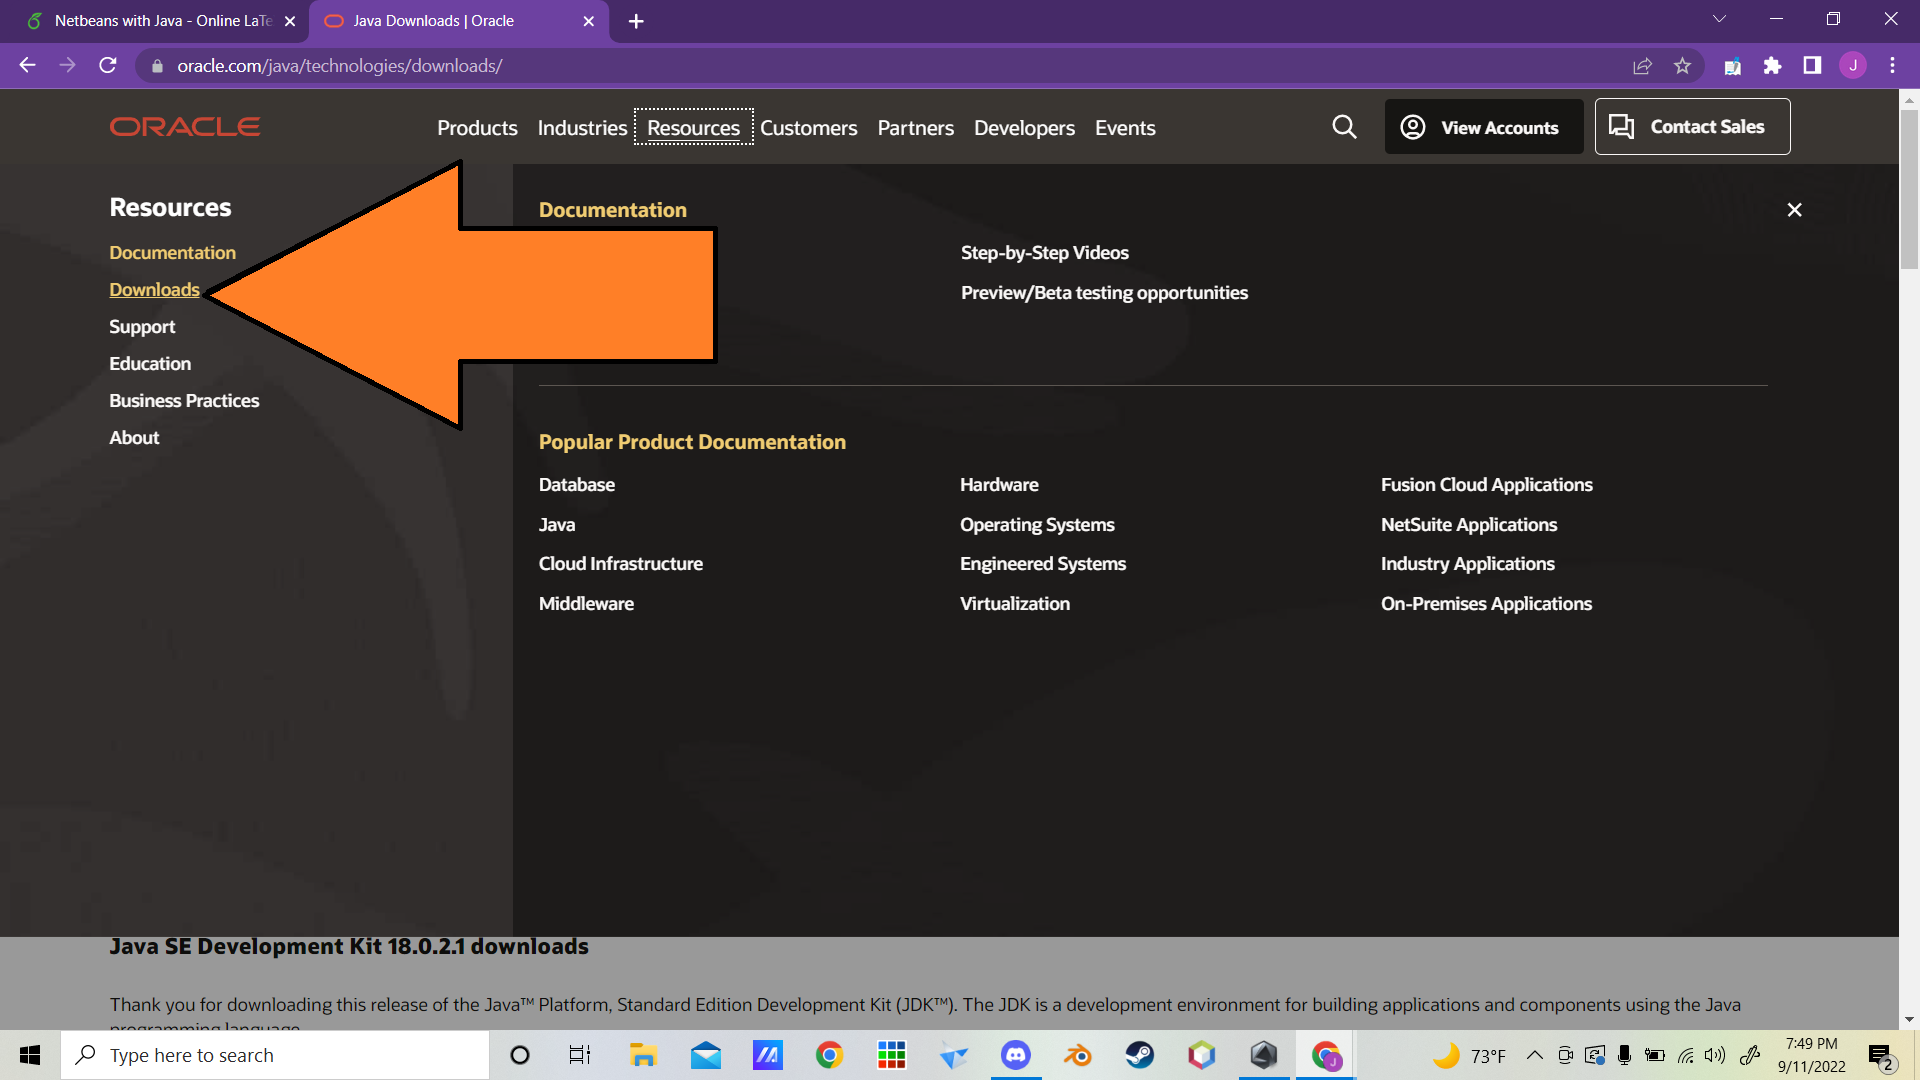 Netbeans with Java - Online LaTe
Java Downloads | Oracle
oracle.com/java/technologies/downloads/
J
ORACLE
Products
Industries
Resources
Customers
Partners
Developers
Events
View Accounts
Contact Sales
Resources
Documentation
Downloads
Support
Education
Business Practices
About
Documentation
Step-by-Step Videos
Preview/Beta testing opportunities
Popular Product Documentation
Database
Hardware
Fusion Cloud Applications
Java
Operating Systems
NetSuite Applications
Cloud Infrastructure
Engineered Systems
Industry Applications
Middleware
Virtualization
On-Premises Applications
Java SE Development Kit 18.0.2.1 downloads
Thank you for downloading this release of the Java™ Platform, Standard Edition Development Kit (JDK™). The JDK is a development environment for building applications and components using the Java
programming language.
Type here to search
J
73°F
7:49 PM
9/11/2022
2